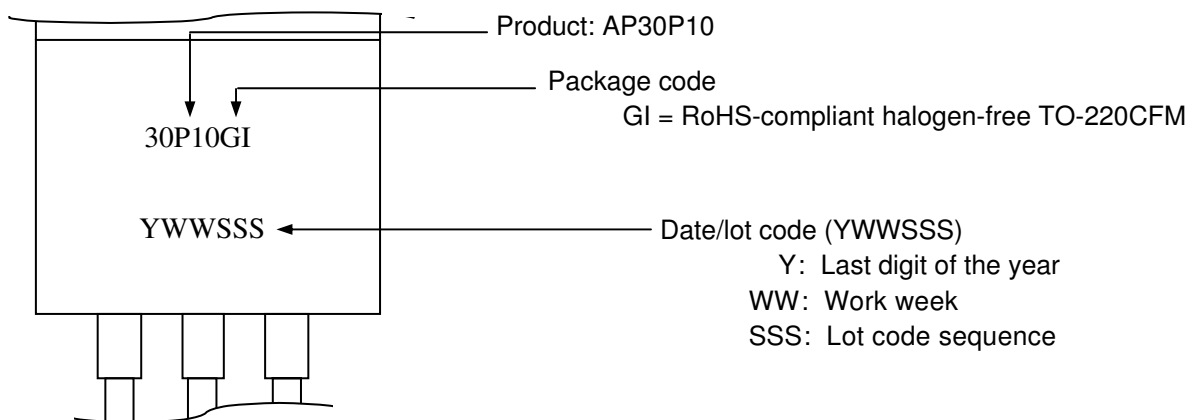 Product: AP30P10
Package code
GI = RoHS-compliant halogen-free TO-220CFM
30P10GI
YWWSSS
Date/lot code (YWWSSS)
Y: Last digit of the year
WW: Work week
SSS: Lot code sequence